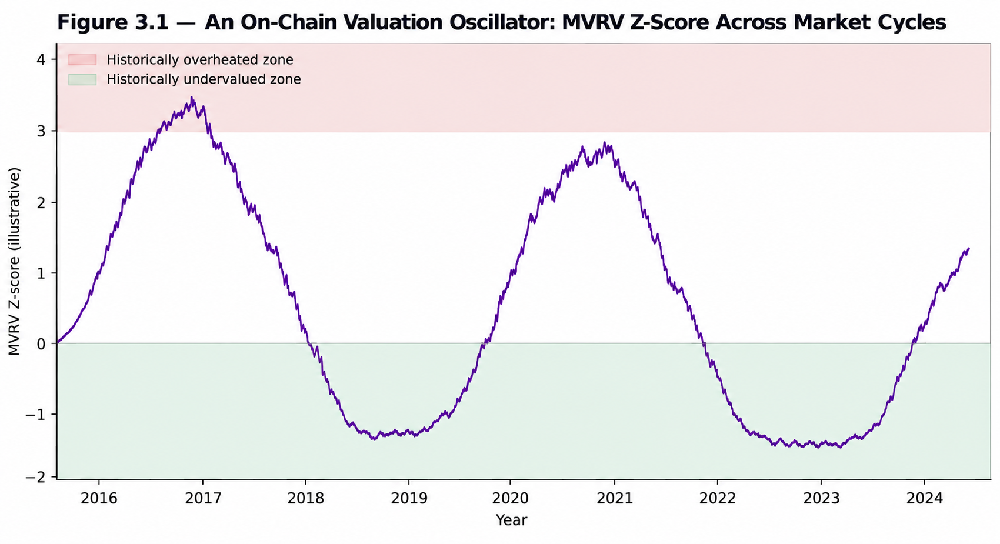 Figure 3.1 — An On-Chain Valuation Oscillator: MVRV Z-Score Across Market Cycles
Historically overheated zone
Historically undervalued zone
MVRV Z-score (illustrative)
4
3
2
1
0
−1
−2
2016 2017 2018 2019 2020 2021 2022 2023 2024
Year